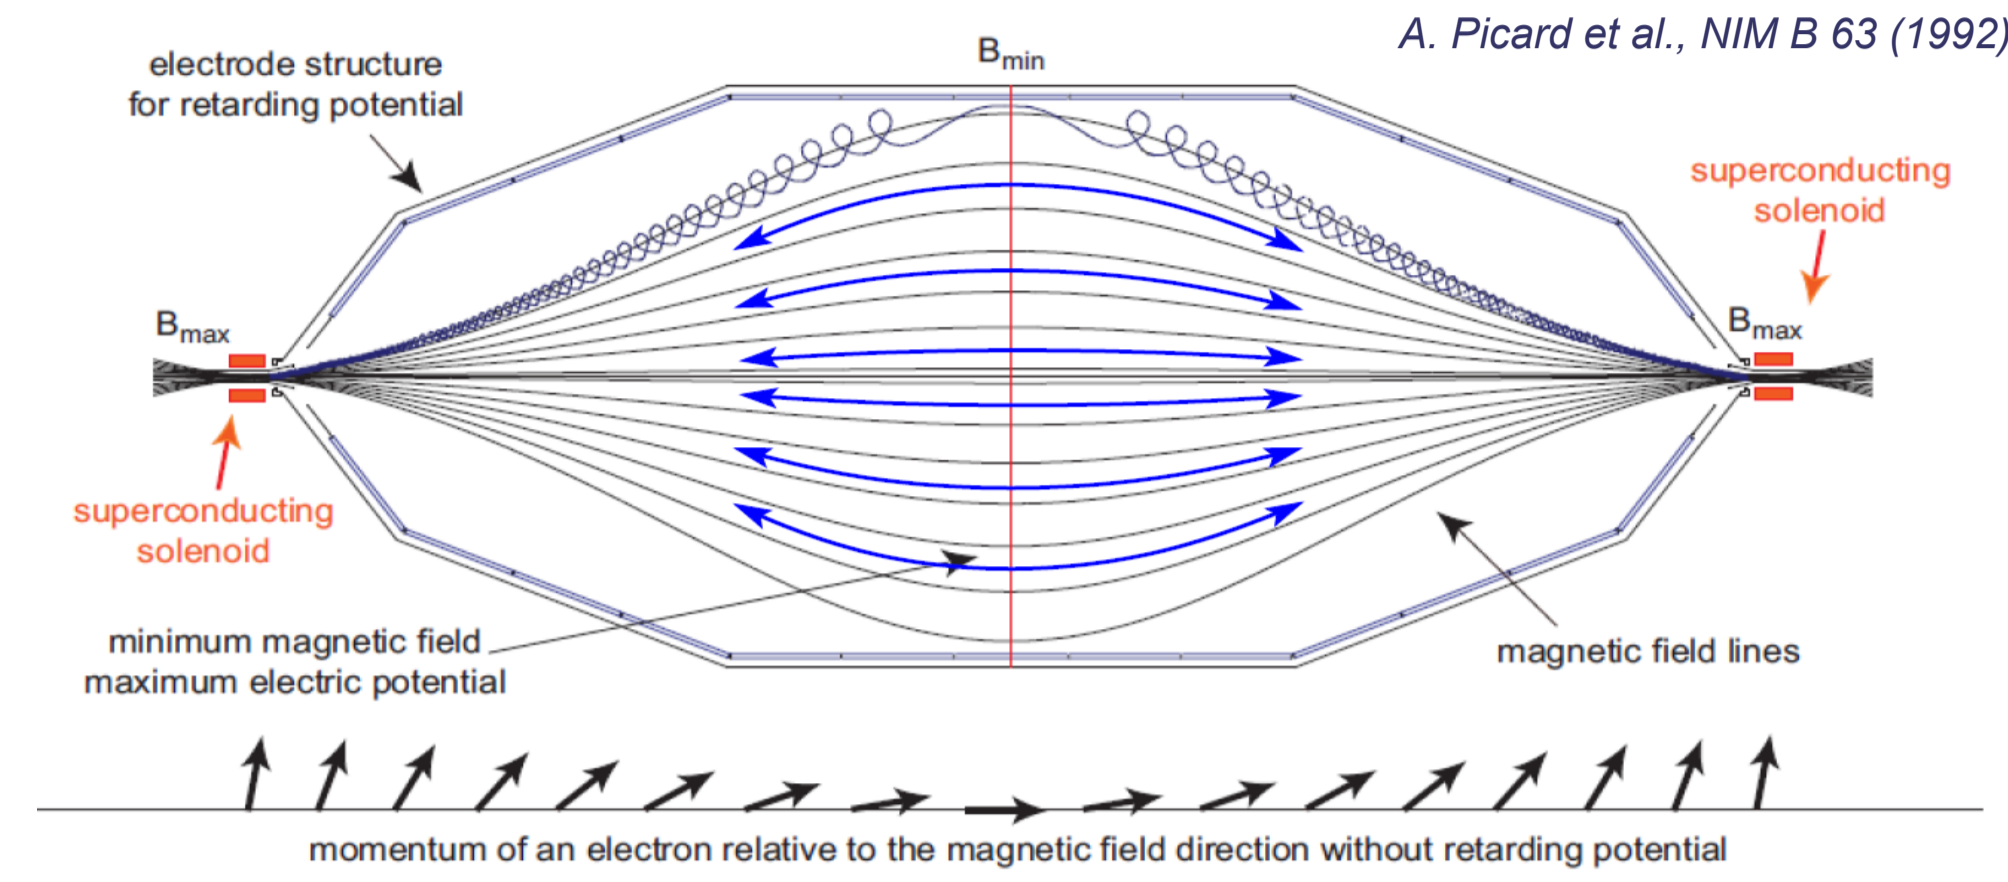 A. Picard et al., NIM B 63 (1992)
electrode structure
for retarding potential
Bmin
superconducting
solenoid
Bmax
Bmax
superconducting
solenoid
minimum magnetic field
maximum electric potential
magnetic field lines
momentum of an electron relative to the magnetic field direction without retarding potential